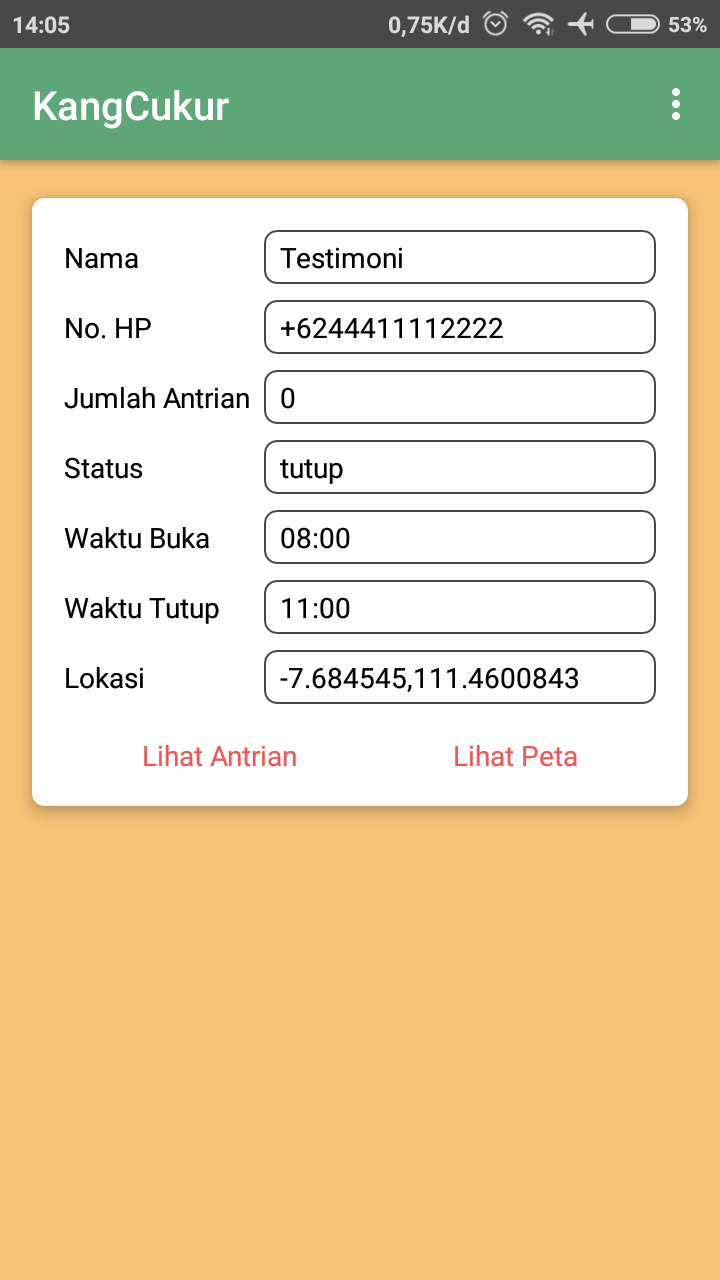 14:05 0,75K/d 53%
KangCukur
Nama Testimoni
No. HP +6244411112222
Jumlah Antrian 0
Status tutup
Waktu Buka 08:00
Waktu Tutup 11:00
Lokasi -7.684545,111.4600843
Lihat Antrian Lihat Peta